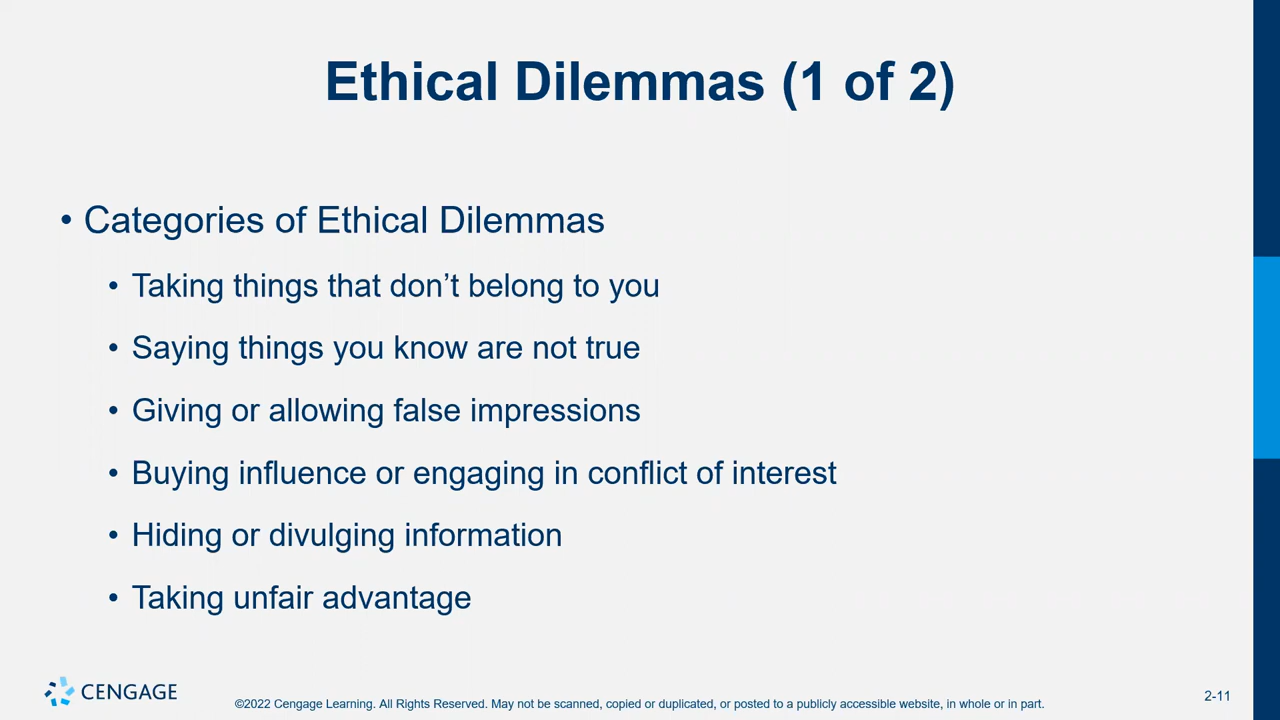 Ethical Dilemmas (1 of 2)
• Categories of Ethical Dilemmas
• Taking things that don’t belong to you
• Saying things you know are not true
• Giving or allowing false impressions
• Buying influence or engaging in conflict of interest
• Hiding or divulging information
• Taking unfair advantage
CENGAGE
©2022 Cengage Learning. All Rights Reserved. May not be scanned, copied or duplicated, or posted to a publicly accessible website, in whole or in part.
2-11